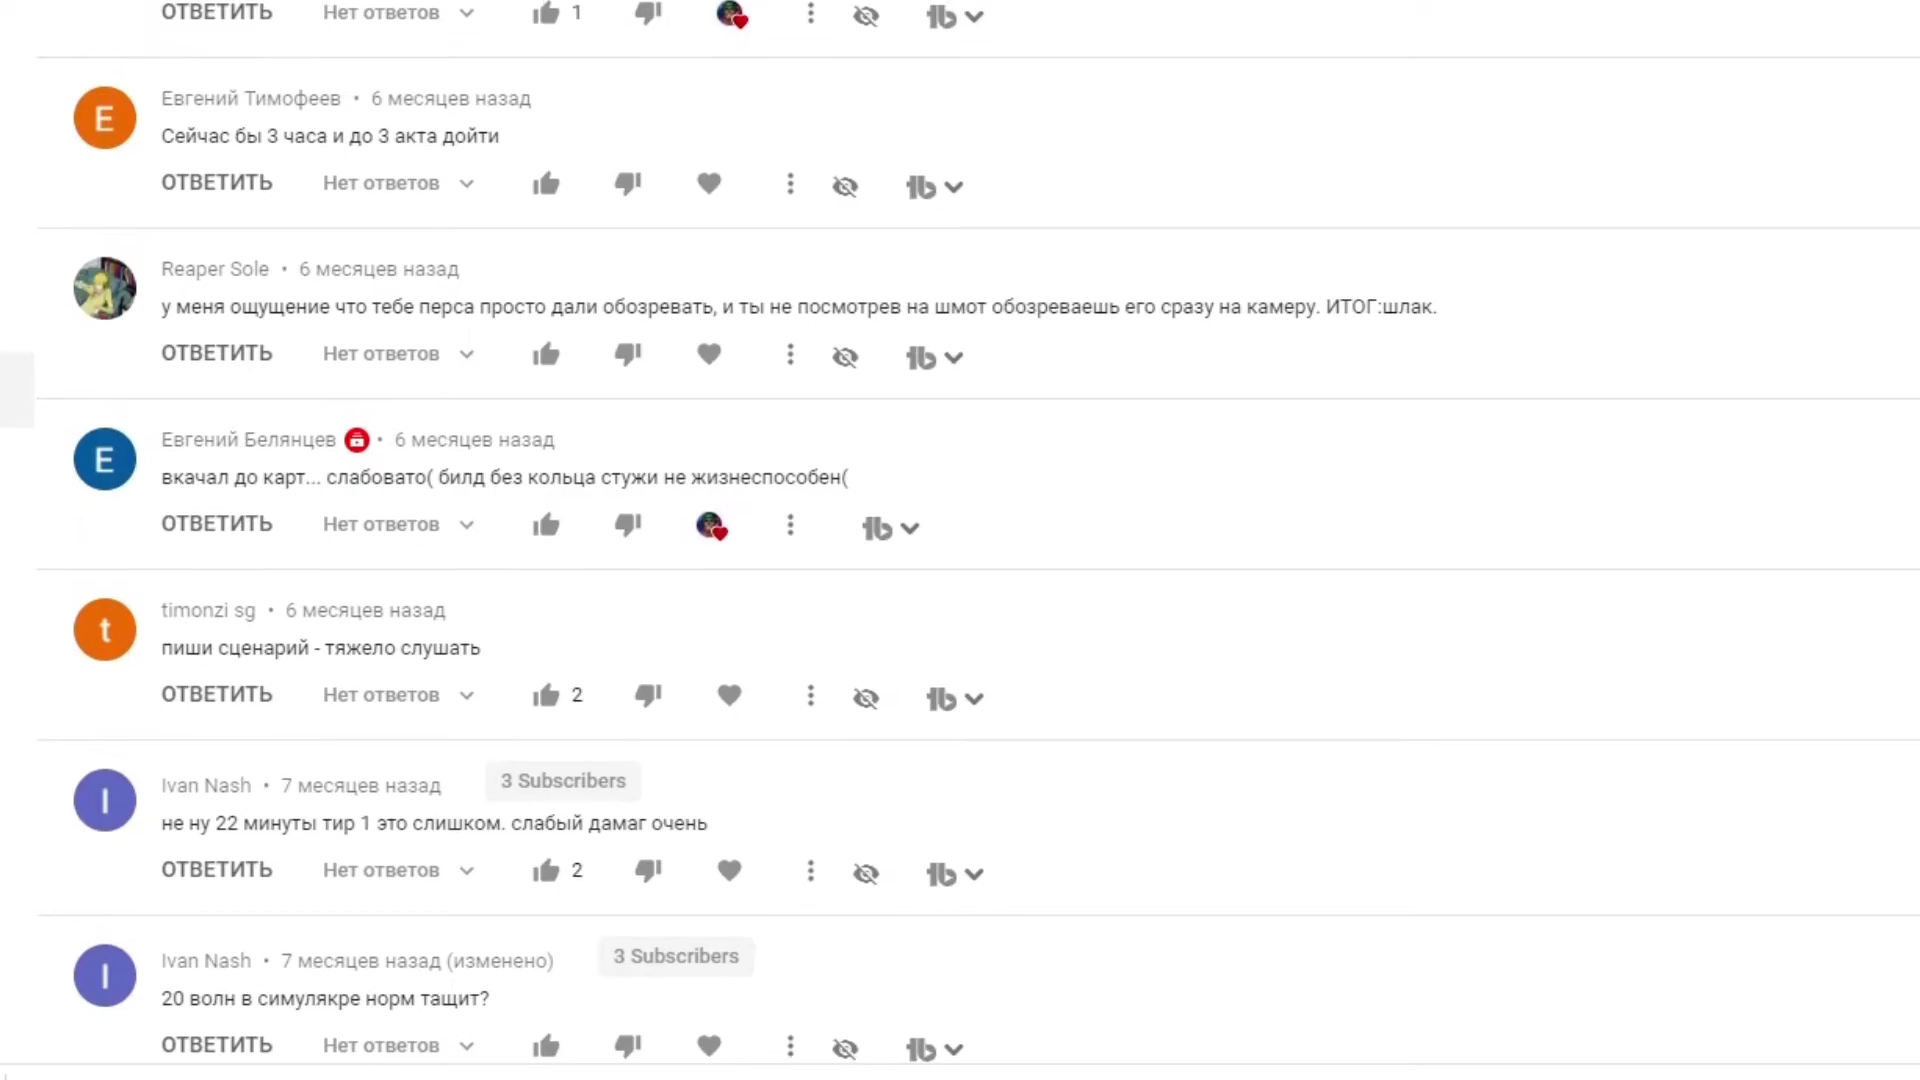 ОТВЕТИТЬ Нет ответов 1
Евгений Тимофеев • 6 месяцев назад
Сейчас бы 3 часа и до 3 акта дойти
ОТВЕТИТЬ Нет ответов
Reaper Sole • 6 месяцев назад
у меня ощущение что тебе перса просто дали обозревать, и ты не посмотрев на шмот обозреваешь его сразу на камеру. ИТОГ:шлак.
ОТВЕТИТЬ Нет ответов
Евгений Белянцев • 6 месяцев назад
вкачал до карт... слабовато( билд без кольца стужи не жизнеспособен(
ОТВЕТИТЬ Нет ответов
timonzi sg • 6 месяцев назад
пиши сценарий - тяжело слушать
ОТВЕТИТЬ Нет ответов 2
Ivan Nash • 7 месяцев назад 3 Subscribers
не ну 22 минуты тир 1 это слишком. слабый дамаг очень
ОТВЕТИТЬ Нет ответов 2
Ivan Nash • 7 месяцев назад (изменено) 3 Subscribers
20 волн в симулякре норм тащит?
ОТВЕТИТЬ Нет ответов